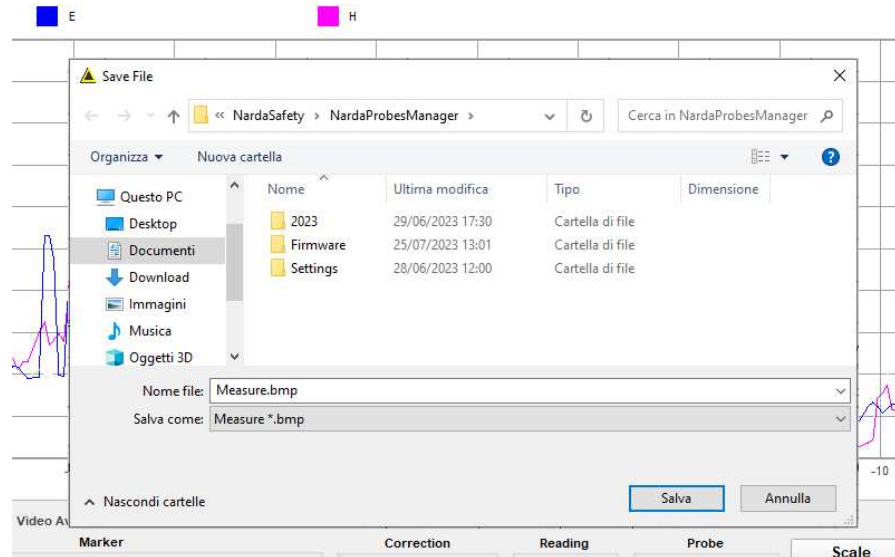 E H
Save File
« NardaSafety › NardaProbesManager ›
Cerca in NardaProbesManager
Organizza
Nuova cartella
Nome Ultima modifica Tipo Dimensione
Questo PC
Desktop
Documenti
Download
Immagini
Musica
Oggetti 3D
2023 29/06/2023 17:30 Cartella di file
Firmware 25/07/2023 13:01 Cartella di file
Settings 28/06/2023 12:00 Cartella di file
Nome file: Measure.bmp
Salva come: Measure *.bmp
Nascondi cartelle
Salva Annulla
-10
Video
Marker Correction Reading Probe Scale